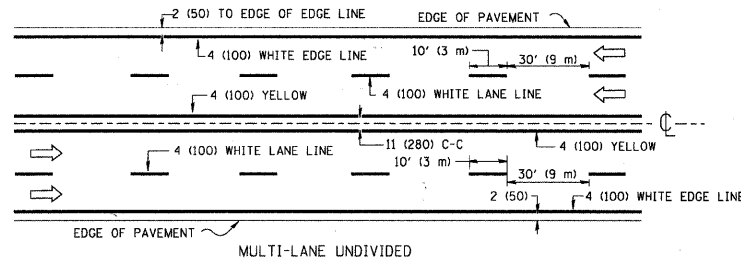 2 (50) TO EDGE OF EDGE LINE
EDGE OF PAVEMENT
4 (100) WHITE EDGE LINE
10' (3 m)
30' (9 m)
4 (100) YELLOW
4 (100) WHITE LANE LINE
℄
4 (100) WHITE LANE LINE
11 (280) C-C
4 (100) YELLOW
10' (3 m)
30' (9 m)
2 (50)
4 (100) WHITE EDGE LINE
EDGE OF PAVEMENT
MULTI-LANE UNDIVIDED